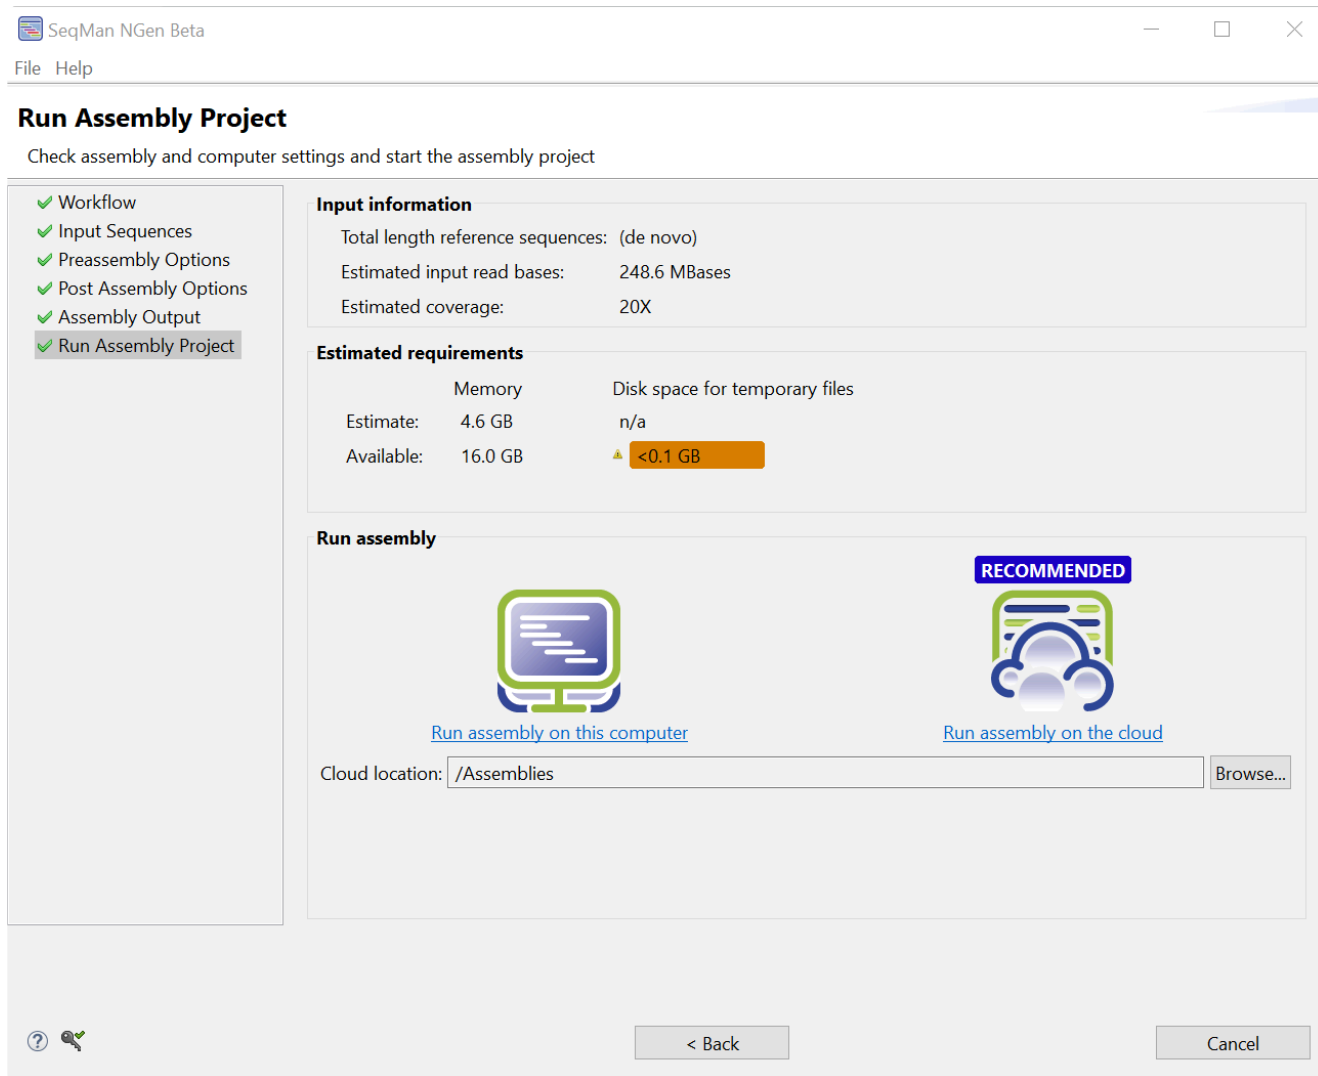 SeqMan NGen Beta
File Help
Run Assembly Project
Check assembly and computer settings and start the assembly project
Workflow
Input Sequences
Preassembly Options
Post Assembly Options
Assembly Output
Run Assembly Project
Input information
Total length reference sequences: (de novo)
Estimated input read bases: 248.6 MBases
Estimated coverage: 20X
Estimated requirements
Memory Disk space for temporary files
Estimate: 4.6 GB n/a
Available: 16.0 GB <0.1 GB
Run assembly
RECOMMENDED
Run assembly on this computer Run assembly on the cloud
Cloud location: /Assemblies Browse...
? < Back Cancel